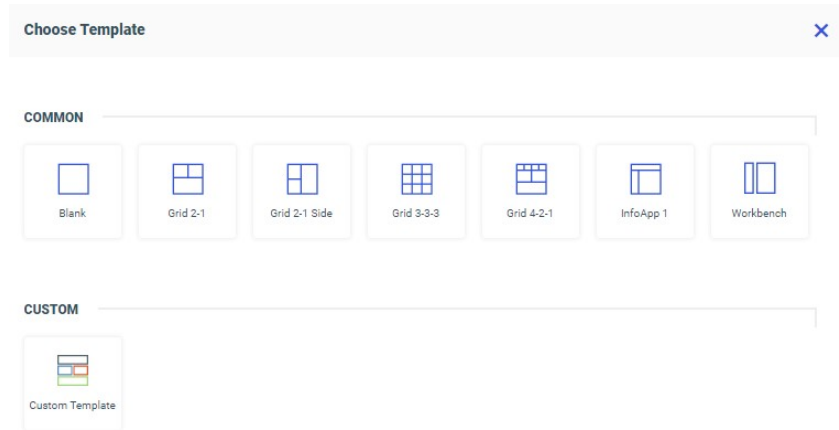 Choose Template
COMMON
Blank
Grid 2-1
Grid 2-1 Side
Grid 3-3-3
Grid 4-2-1
InfoApp 1
Workbench
CUSTOM
Custom Template